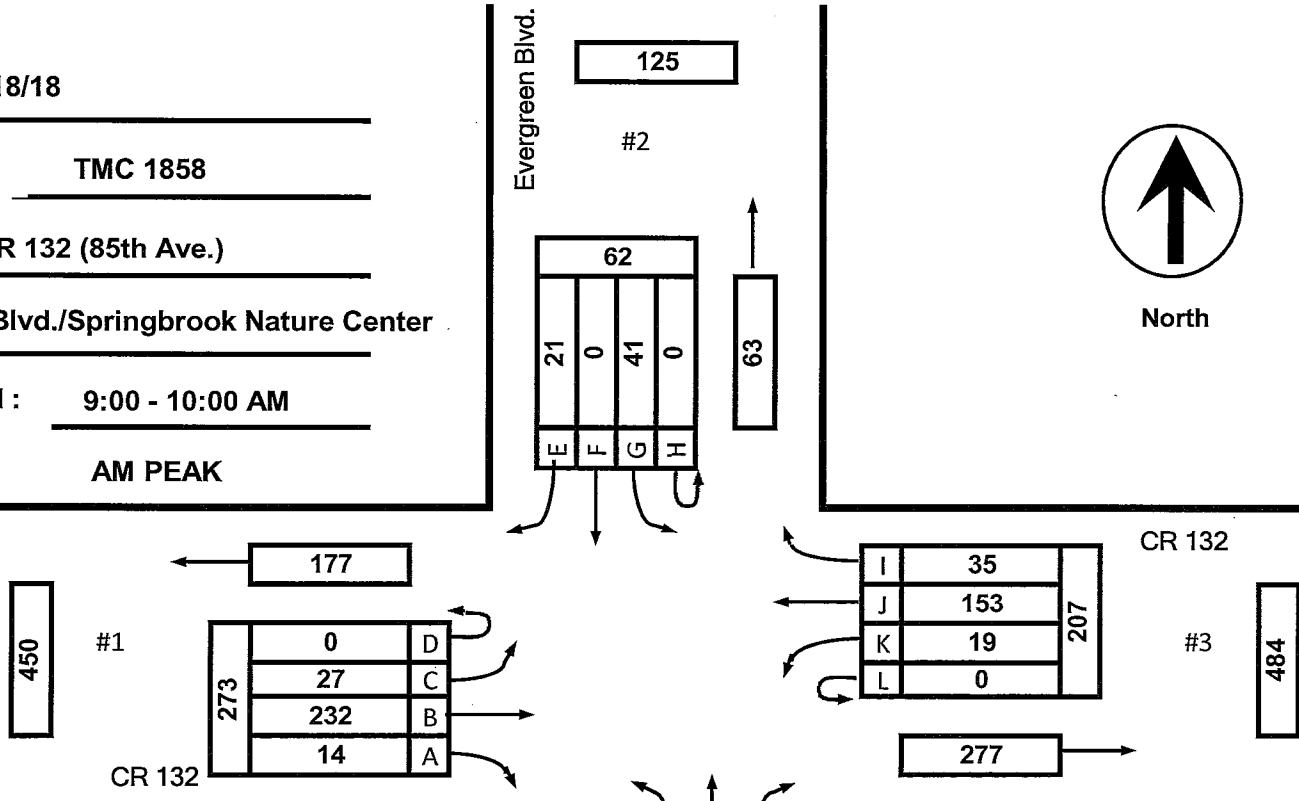 18/18
TMC 1858
R 132 (85th Ave.)
Blvd./Springbrook Nature Center
:
9:00 - 10:00 AM
AM PEAK
Evergreen Blvd.
125
#2
62
21
0
41
0
E
F
G
H
63
North
177
450
#1
273
0
D
27
C
232
B
14
A
CR 132
CR 132
I
35
J
153
K
19
L
0
207
#3
484
277